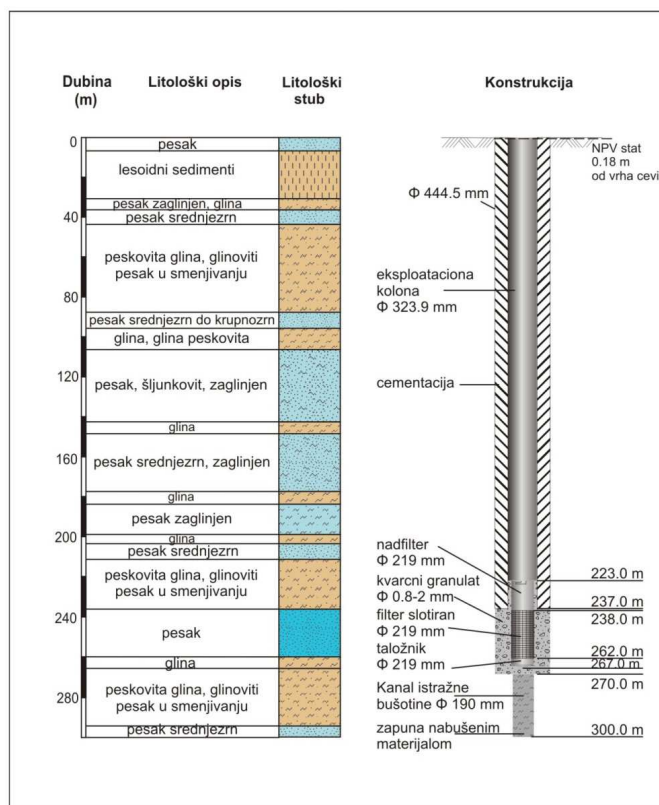 Dubina
(m)
Litološki opis
Litološki
stub
Konstrukcija
0
40
80
120
160
200
240
280
pesak
lesoidni sedimenti
pesak zaglinjen, glina
pesak srednjezrn
peskovita glina, glinoviti
pesak u smenjivanju
pesak srednjezrn do krupnozrn
glina, glina peskovita
pesak, šljunkovit, zaglinjen
glina
pesak srednjezrn, zaglinjen
glina
pesak zaglinjen
glina
pesak srednjezrn
peskovita glina, glinoviti
pesak u smenjivanju
pesak
glina
peskovita glina, glinoviti
pesak u smenjivanju
pesak srednjezrn
NPV stat
0.18 m
od vrha cevi
Φ 444.5 mm
eksploataciona
kolona
Φ 323.9 mm
cementacija
nadfilter
Φ 219 mm
kvarcni granulat
Φ 0.8-2 mm
filter slotiran
Φ 219 mm
taložnik
Φ 219 mm
Kanal istražne
bušotine Φ 190 mm
zapuna nabušenim
materijalom
223.0 m
237.0 m
238.0 m
262.0 m
267.0 m
270.0 m
300.0 m